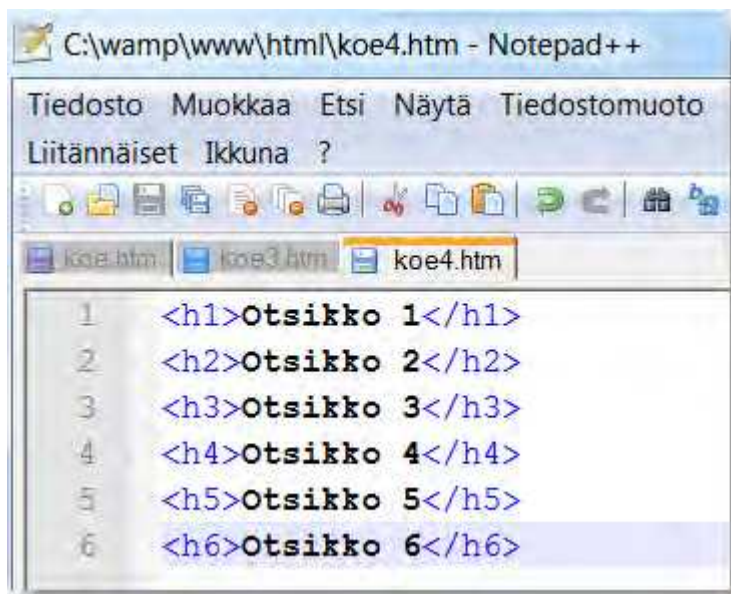 C:\wamp\www\html\koe4.htm - Notepad++
Tiedosto Muokkaa Etsi Näytä Tiedostomuoto
Liitännäiset Ikkuna ?
koe.htm koe3.htm koe4.htm
1 <h1>Otsikko 1</h1>
2 <h2>Otsikko 2</h2>
3 <h3>Otsikko 3</h3>
4 <h4>Otsikko 4</h4>
5 <h5>Otsikko 5</h5>
6 <h6>Otsikko 6</h6>